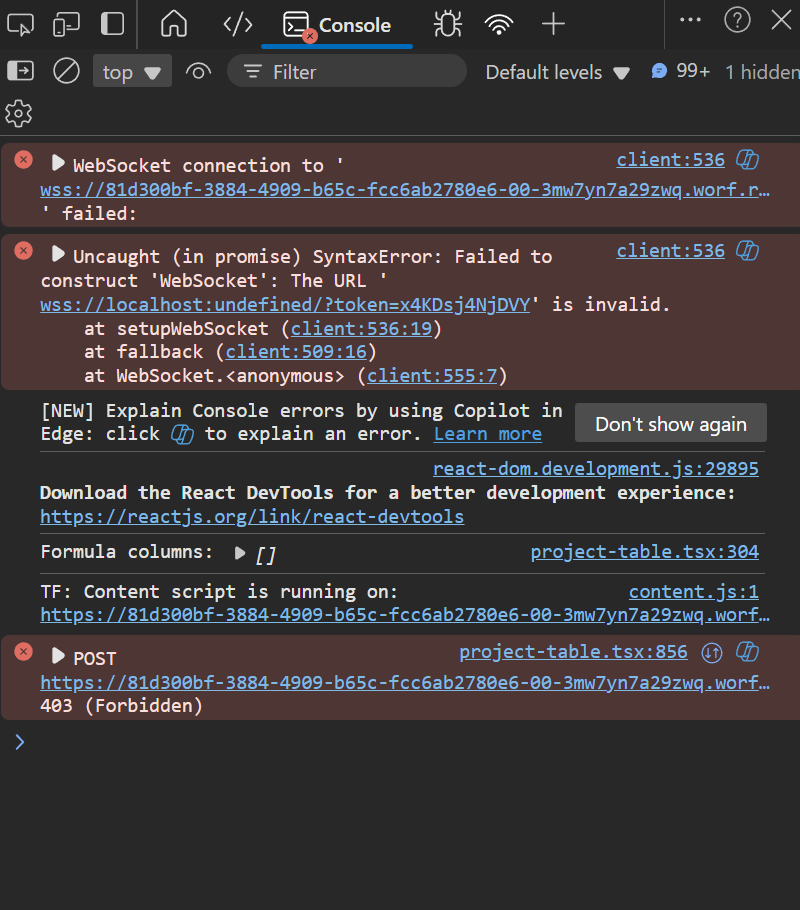 Console
top
Filter
Default levels
99+
1 hidden
WebSocket connection to '
client:536
wss://81d300bf-3884-4909-b65c-fcc6ab2780e6-00-3mw7yn7a29zwq.worf.r…
' failed:
Uncaught (in promise) SyntaxError: Failed to
client:536
construct 'WebSocket': The URL '
wss://localhost:undefined/?token=x4KDsj4NjDVY' is invalid.
at setupWebSocket (client:536:19)
at fallback (client:509:16)
at WebSocket.<anonymous> (client:555:7)
[NEW] Explain Console errors by using Copilot in
Edge: click to explain an error. Learn more
Don't show again
react-dom.development.js:29895
Download the React DevTools for a better development experience:
https://reactjs.org/link/react-devtools
Formula columns: []
project-table.tsx:304
TF: Content script is running on:
content.js:1
https://81d300bf-3884-4909-b65c-fcc6ab2780e6-00-3mw7yn7a29zwq.worf…
POST
project-table.tsx:856
https://81d300bf-3884-4909-b65c-fcc6ab2780e6-00-3mw7yn7a29zwq.worf…
403 (Forbidden)